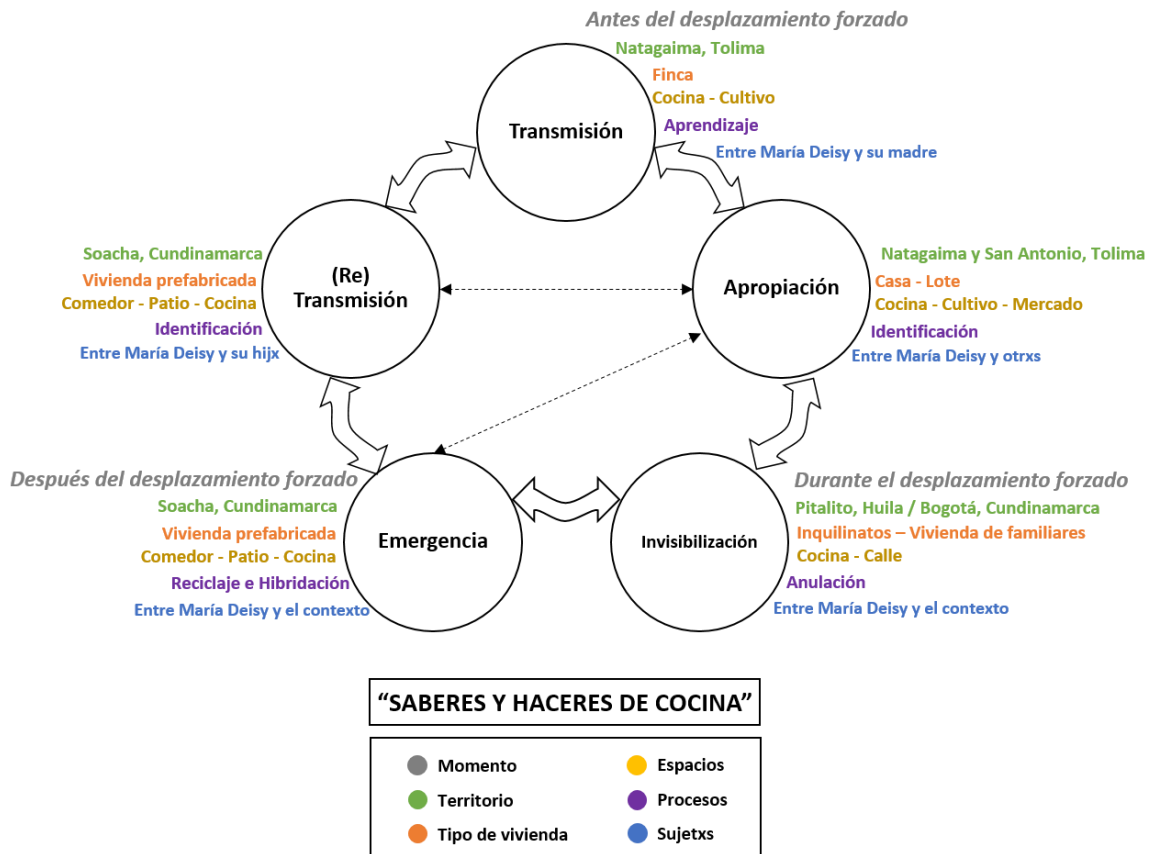 Antes del desplazamiento forzado
Natagaima, Tolima
Finca
Cocina - Cultivo
Transmisión
Aprendizaje
Entre María Deisy y su madre
Soacha, Cundinamarca
Vivienda prefabricada
Comedor - Patio - Cocina
Identificación
Entre María Deisy y su hijx
(Re)
Transmisión
Apropiación
Natagaima y San Antonio, Tolima
Casa - Lote
Cocina - Cultivo - Mercado
Identificación
Entre María Deisy y otrxs
Después del desplazamiento forzado
Soacha, Cundinamarca
Vivienda prefabricada
Comedor - Patio - Cocina
Reciclaje e Hibridación
Entre María Deisy y el contexto
Emergencia
Invisibilización
Durante el desplazamiento forzado
Pitalito, Huila / Bogotá, Cundinamarca
Inquilinatos – Vivienda de familiares
Cocina - Calle
Anulación
Entre María Deisy y el contexto
“SABERES Y HACERES DE COCINA”
Momento
Territorio
Tipo de vivienda
Espacios
Procesos
Sujetxs